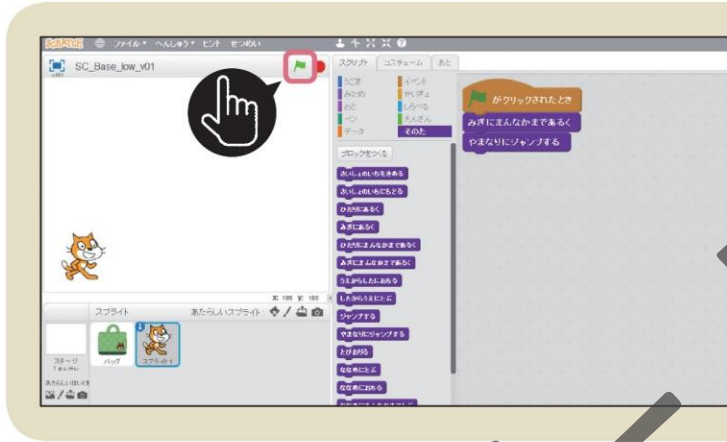 SCRATCH ファイル▼ へんしゅう▼ ヒント せつめい
SC_Base_low_v01
スクリプト コスチューム おと
うごき イベント
みため せいぎょ
おと しらべる
ペン えんざん
データ そのた
ブロックをつくる
さいしょのいちをきめる
さいしょのいちにもどる
ひだりにあるく
みぎにあるく
ひだりにまんなかまであるく
みぎにまんなかまであるく
うえからしたにおちる
したからうえにとぶ
ジャンプする
やまなりにジャンプする
とびおりる
ななめにとぶ
ななめにおちる
がクリックされたとき
みぎにまんなかまであるく
やまなりにジャンプする
スプライト あたらしいスプライト:
ステージ
バッグ
スプライト1